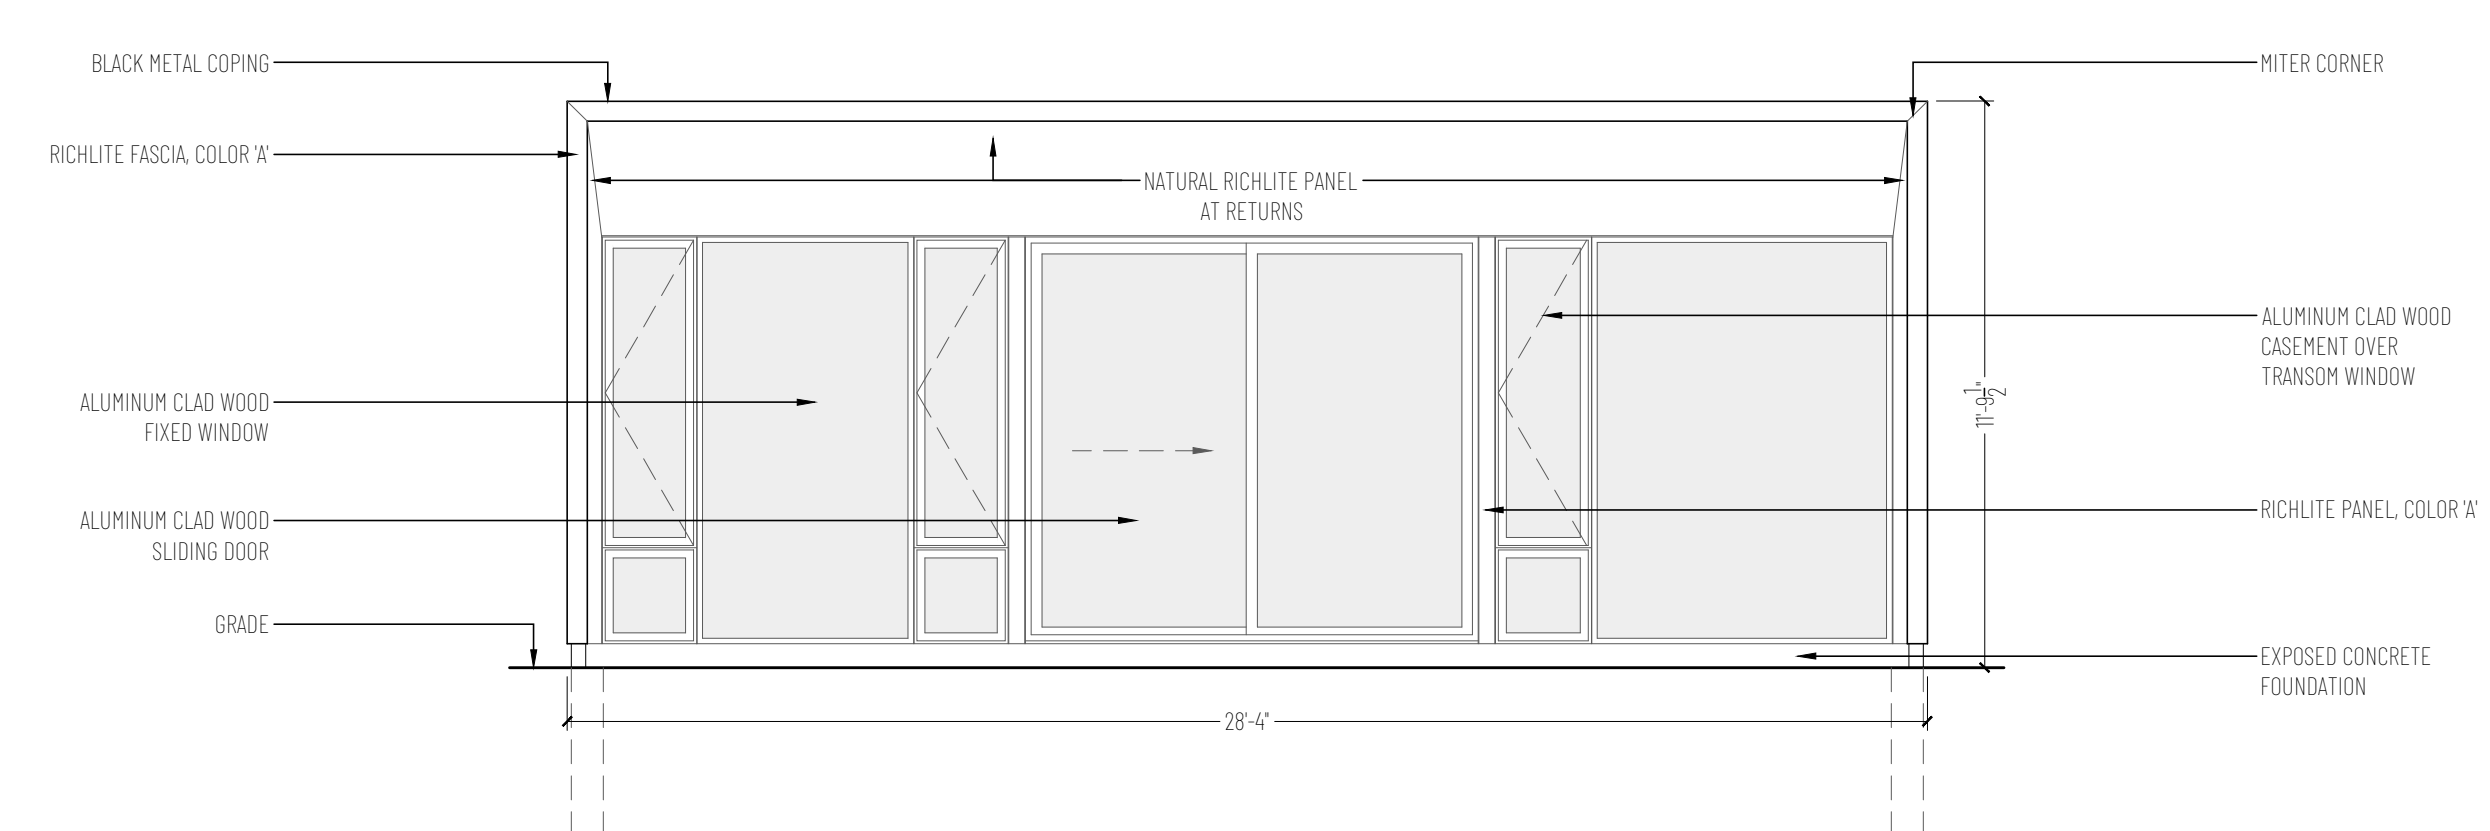 BLACK METAL COPING
MITER CORNER
RICHLITE FASCIA, COLOR 'A'
NATURAL RICHLITE PANEL
AT RETURNS
ALUMINUM CLAD WOOD
CASEMENT OVER
TRANSOM WINDOW
11'-9 1/2"
ALUMINUM CLAD WOOD
FIXED WINDOW
ALUMINUM CLAD WOOD
SLIDING DOOR
RICHLITE PANEL, COLOR 'A'
GRADE
EXPOSED CONCRETE
FOUNDATION
28'-4"